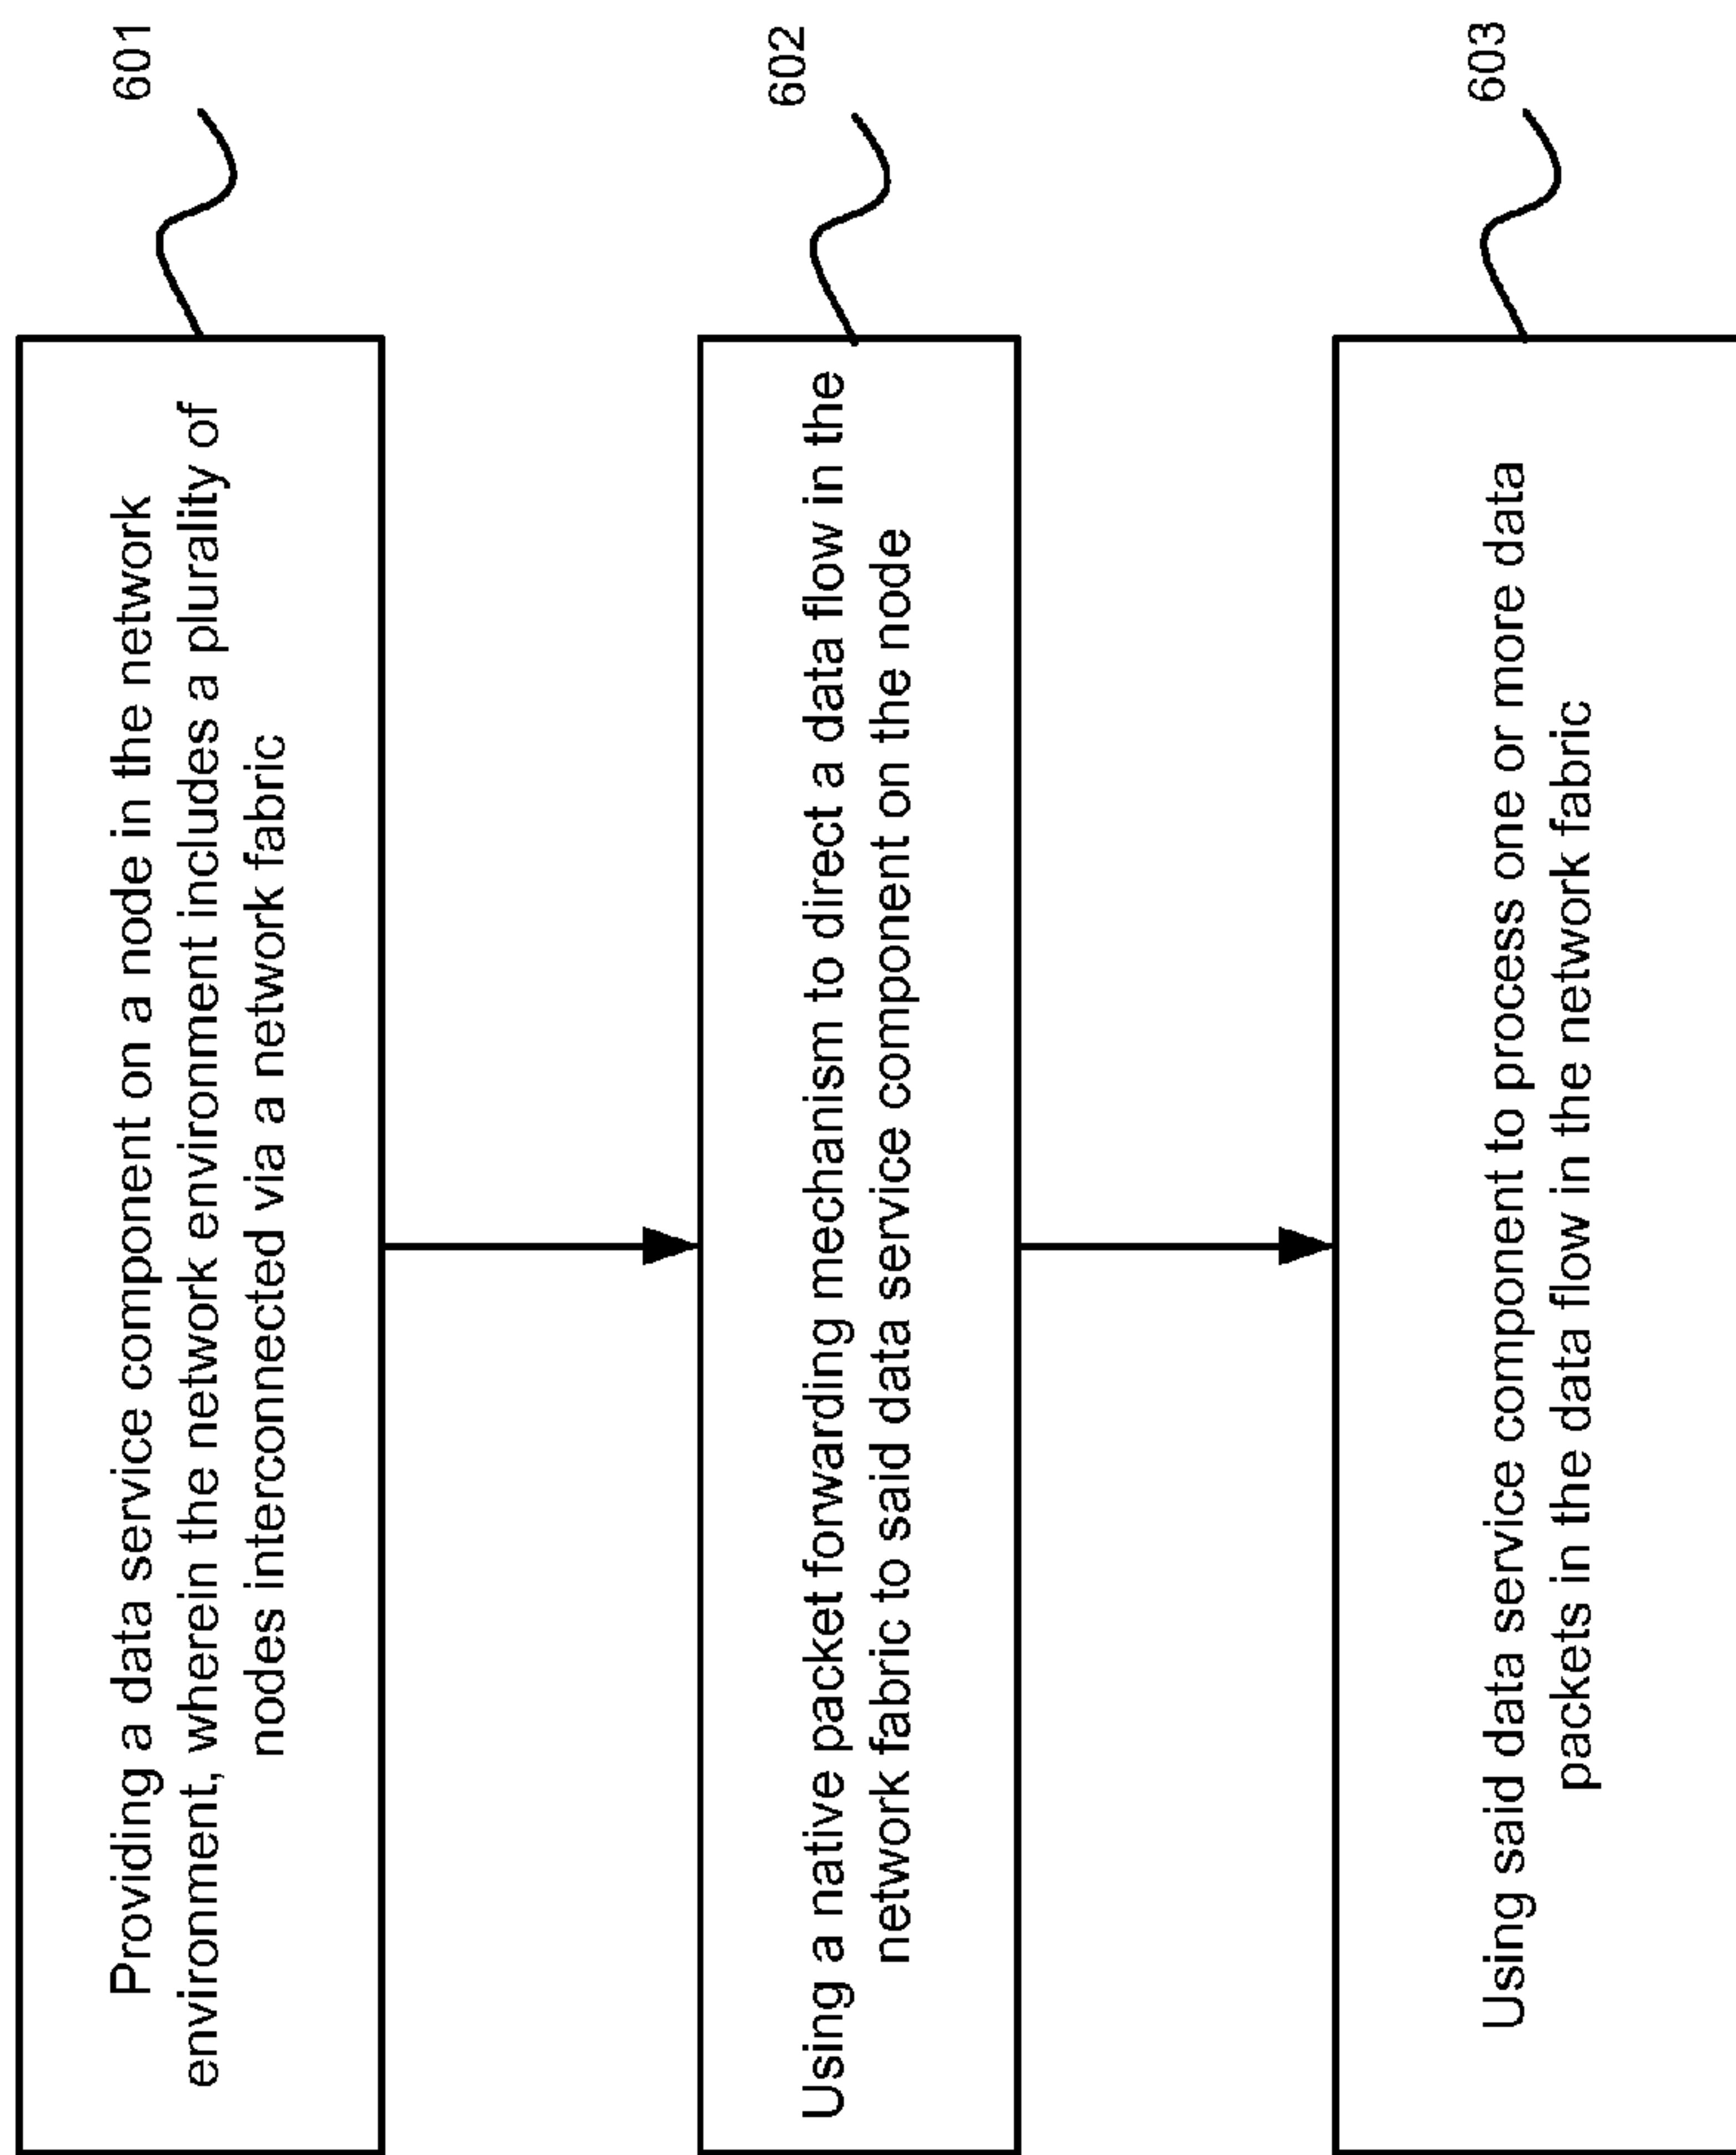 601
Providing a data service component on a node in the network
environment, wherein the network environment includes a plurality of
nodes interconnected via a network fabric
602
Using a native packet forwarding mechanism to direct a data flow in the
network fabric to said data service component on the node
603
Using said data service component to process one or more data
packets in the data flow in the network fabric